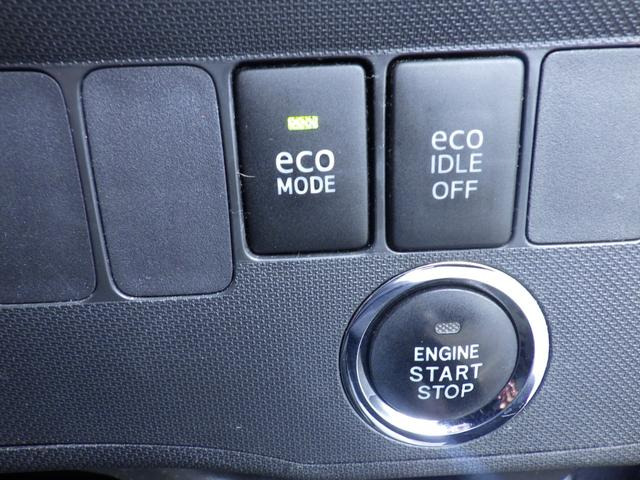 eco
MODE
eco
IDLE
OFF
ENGINE
START
STOP